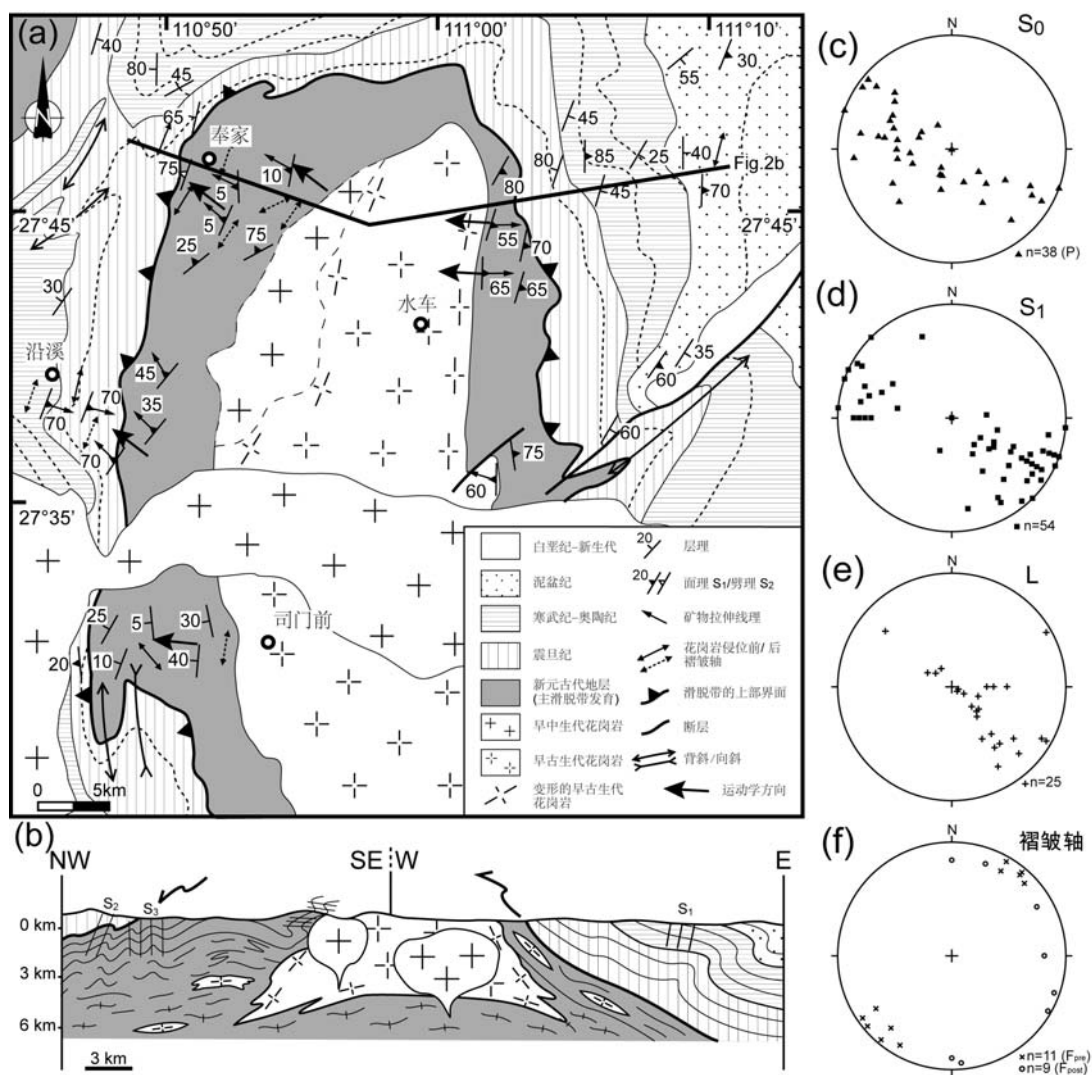 (a)
110°50'
111°00'
111°10'
N
40
80
45
65
75
奉家
5
10
5
25
75
55
30
45
80
85
25
40
45
70
Fig.2b
80
27°45'
27°45'
55
70
65
65
30
沿溪
水车
45
35
70
70
70
35
60
60
75
60
27°35'
司门前
25
5
30
20
10
40
0 5km
白垩纪-新生代
泥盆纪
寒武纪-奥陶纪
震旦纪
新元古代地层
(主滑脱带发育)
早中生代花岗岩
早古生代花岗岩
变形的早古生代
花岗岩
20 层理
20 面理 S₁/劈理 S₂
矿物拉伸线理
花岗岩侵位前/ 后
褶皱轴
滑脱带的上部界面
断层
背斜/向斜
运动学方向
(b)
NW SE W E
S₂ S₃ S₁
0 km
3 km
6 km
3 km
(c) S₀
N
n=38 (P)
(d) S₁
N
n=54
(e) L
N
n=25
(f) 褶皱轴
N
n=11 (Fpre)
n=9 (Fpost)